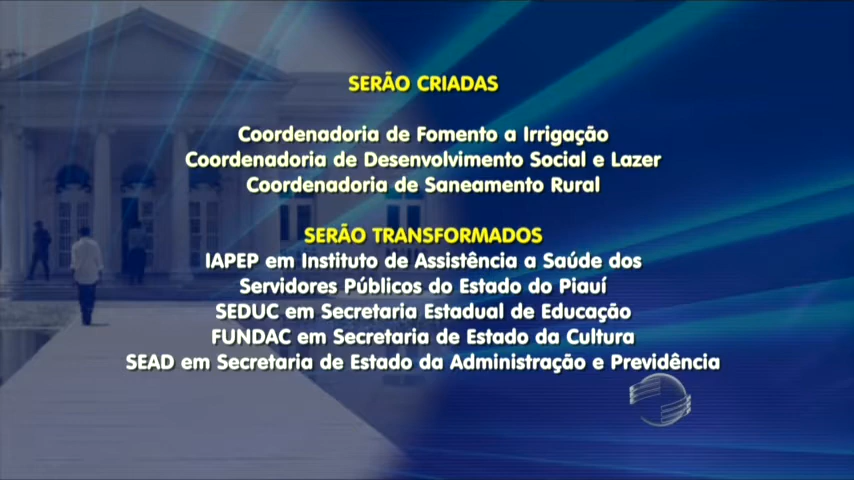 SERÃO CRIADAS
Coordenadoria de Fomento a Irrigação
Coordenadoria de Desenvolvimento Social e Lazer
Coordenadoria de Saneamento Rural
SERÃO TRANSFORMADOS
IAPEP em Instituto de Assistência a Saúde dos
Servidores Públicos do Estado do Piauí
SEDUC em Secretaria Estadual de Educação
FUNDAC em Secretaria de Estado da Cultura
SEAD em Secretaria de Estado da Administração e Previdência